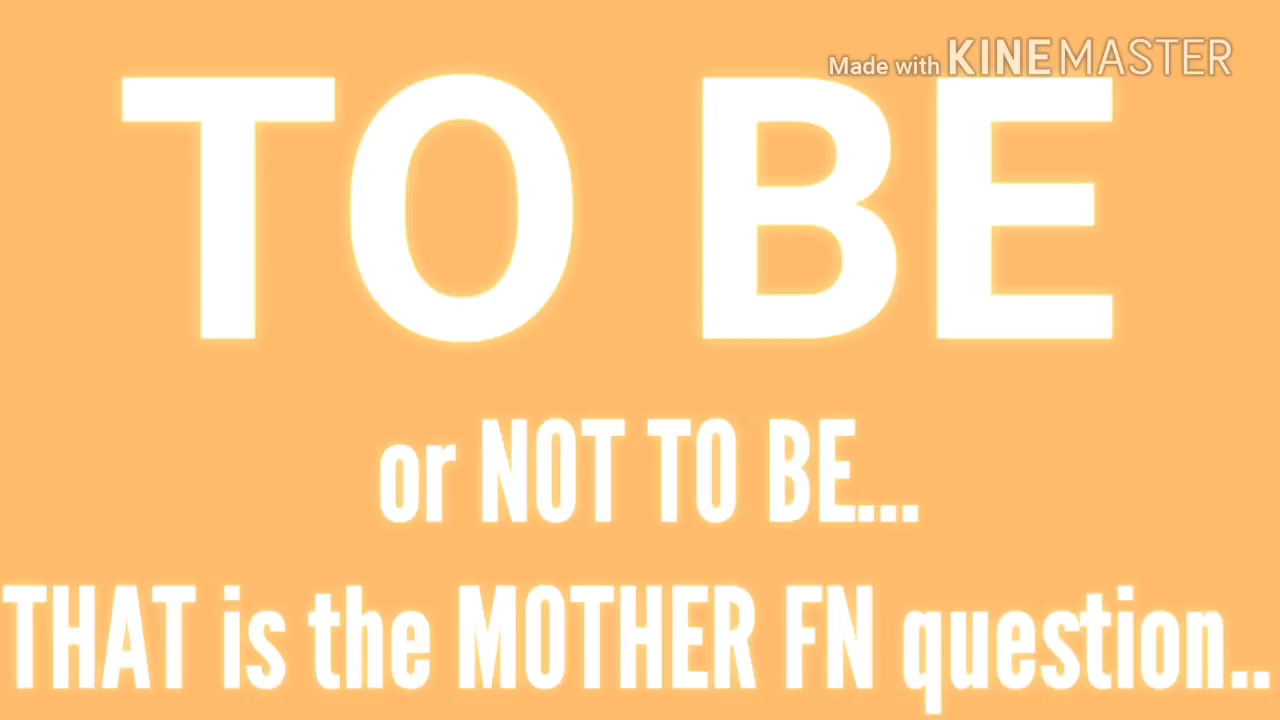 Made with KINEMASTER
TO BE
or NOT TO BE...
THAT is the MOTHER FN question..